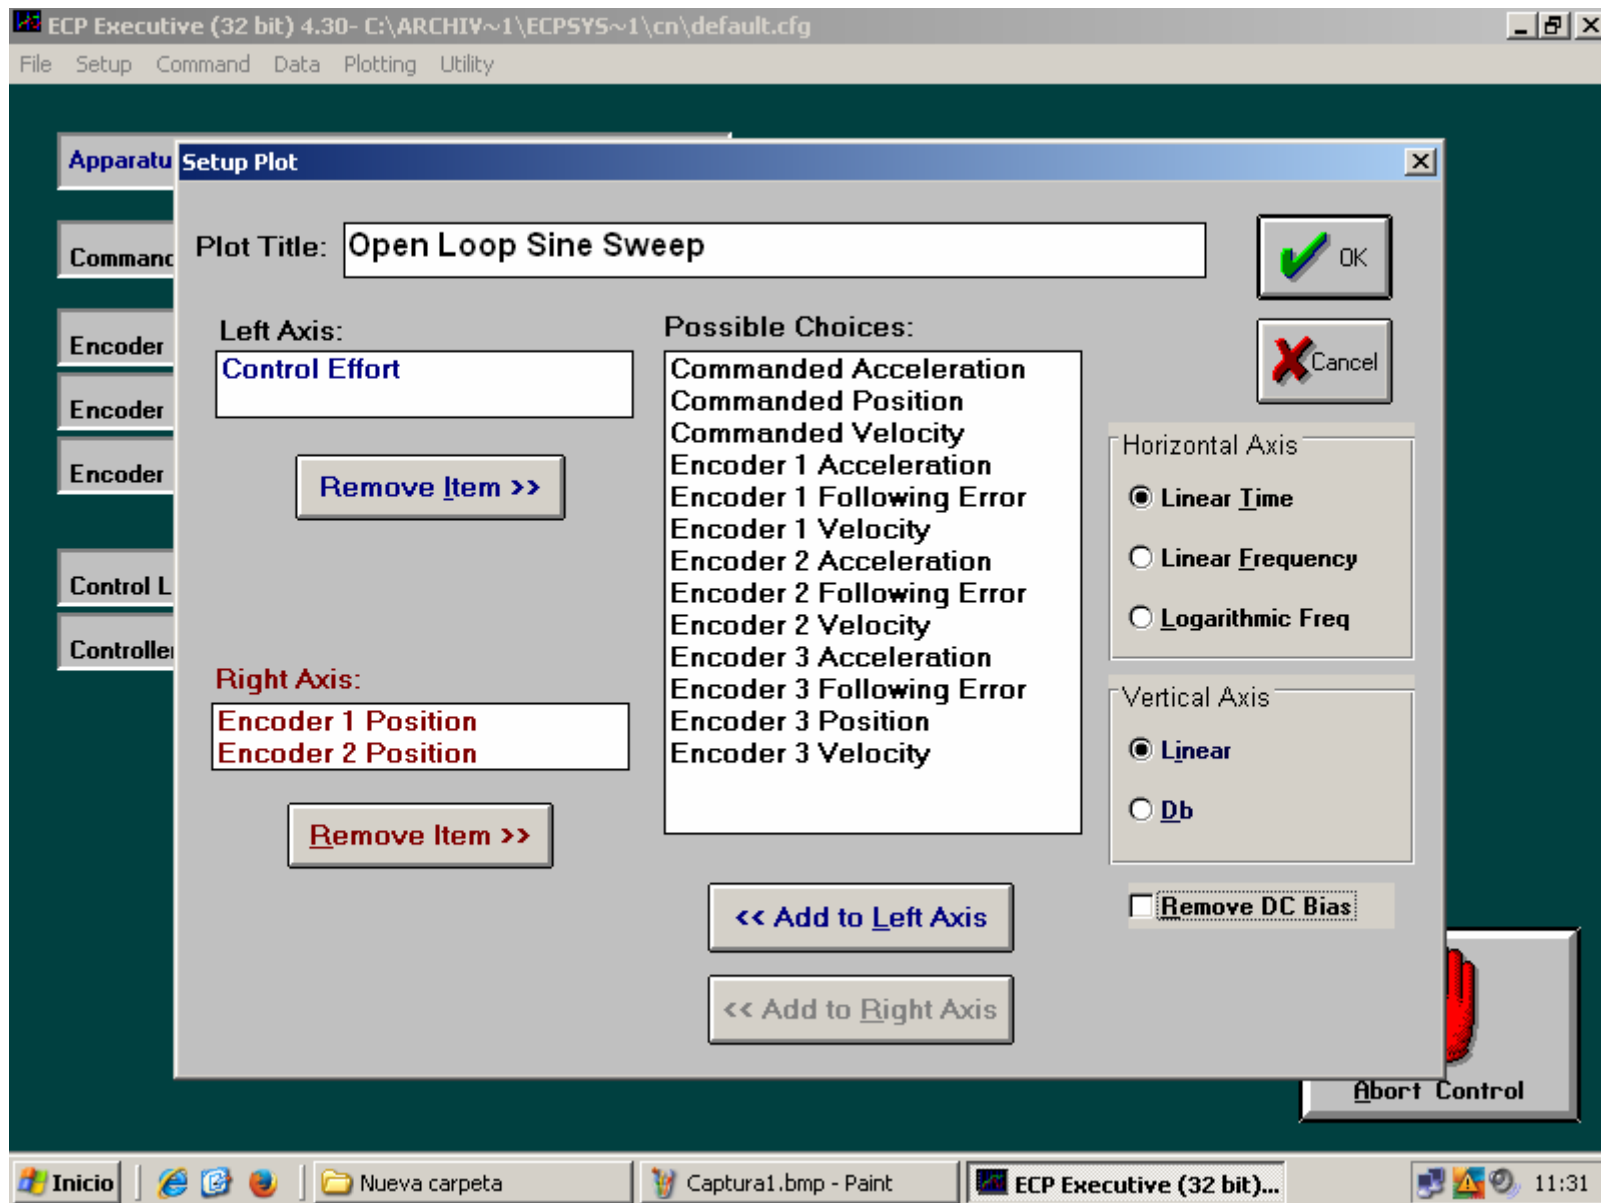 ECP Executive (32 bit) 4.30- C:\ARCHIV~1\ECPSYS~1\cn\default.cfg
File Setup Command Data Plotting Utility
Setup Plot
Plot Title: Open Loop Sine Sweep
OK
Cancel
Left Axis:
Control Effort
Remove Item >>
Right Axis:
Encoder 1 Position
Encoder 2 Position
Remove Item >>
Possible Choices:
Commanded Acceleration
Commanded Position
Commanded Velocity
Encoder 1 Acceleration
Encoder 1 Following Error
Encoder 1 Velocity
Encoder 2 Acceleration
Encoder 2 Following Error
Encoder 2 Velocity
Encoder 3 Acceleration
Encoder 3 Following Error
Encoder 3 Position
Encoder 3 Velocity
<< Add to Left Axis
<< Add to Right Axis
Horizontal Axis
Linear Time
Linear Frequency
Logarithmic Freq
Vertical Axis
Linear
Db
Remove DC Bias
Apparatu
Command
Encoder
Encoder
Encoder
Control L
Controller
Abort Control
Inicio
Nueva carpeta
Captura1.bmp - Paint
ECP Executive (32 bit)...
11:31